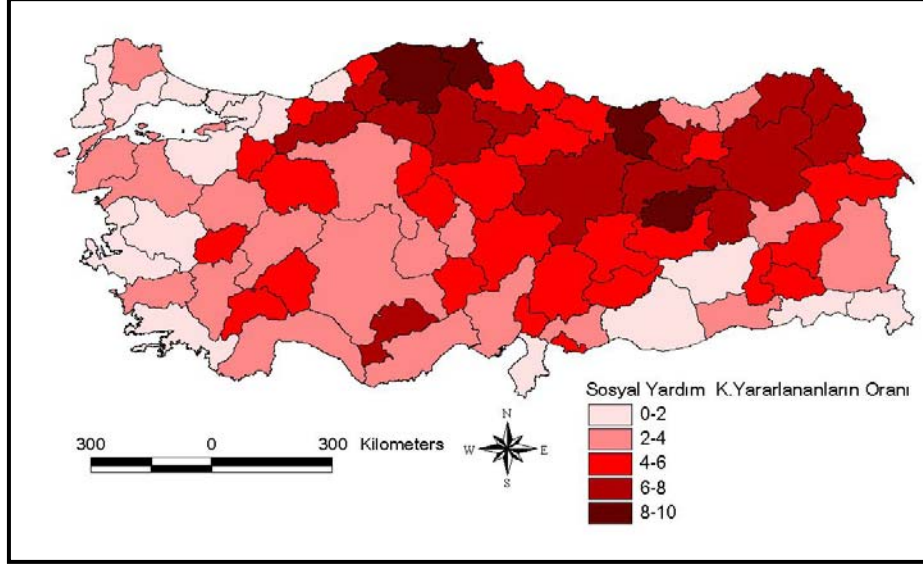 Sosyal Yardım K.Yararlananların Oranı
0-2
2-4
4-6
6-8
8-10
300 0 300 Kilometers
N
W E
S